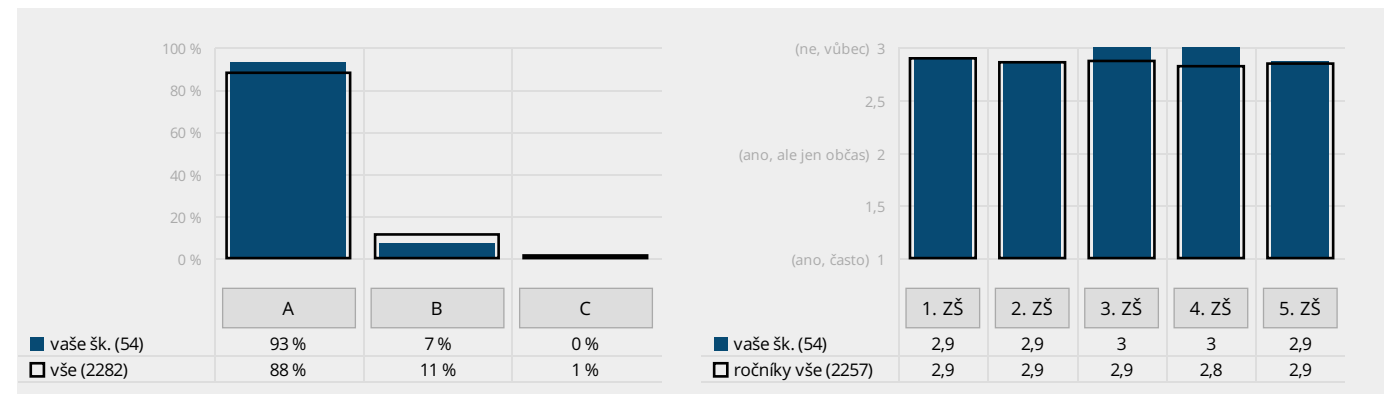 100 %
80 %
60 %
40 %
20 %
0 %
A B C
vaše šk. (54) 93 % 7 % 0 %
vše (2282) 88 % 11 % 1 %
(ne, vůbec) 3
2,5
(ano, ale jen občas) 2
1,5
(ano, často) 1
1. ZŠ 2. ZŠ 3. ZŠ 4. ZŠ 5. ZŠ
vaše šk. (54) 2,9 2,9 3 3 2,9
ročníky vše (2257) 2,9 2,9 2,9 2,8 2,9